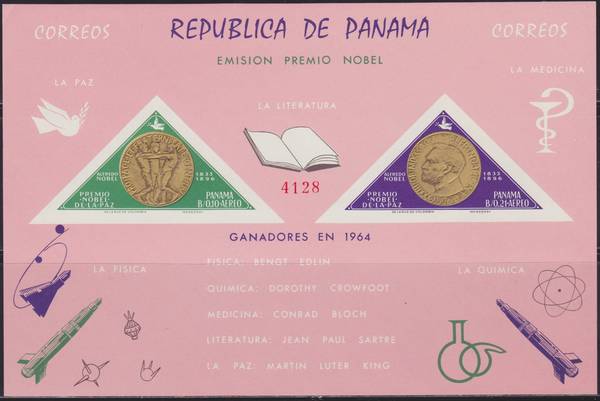 CORREOS
REPUBLICA DE PANAMA
CORREOS
EMISION PREMIO NOBEL
LA PAZ
LA MEDICINA
LA LITERATURA
ALFREDO NOBEL
1833
1896
PREMIO
·NOBEL·
DE·LA·PAZ
PANAMA
B/0.10·AEREO
4128
ALFREDO NOBEL
1833
1896
PREMIO
·NOBEL·
DE·LA·PAZ
PANAMA
B/0.21·AEREO
GANADORES EN 1964
LA FISICA
LA QUIMICA
FISICA: BENGT EDLIN
QUIMICA: DOROTHY CROWFOOT
MEDICINA: CONRAD BLOCH
LITERATURA: JEAN PAUL SARTRE
LA PAZ: MARTIN LUTER KING